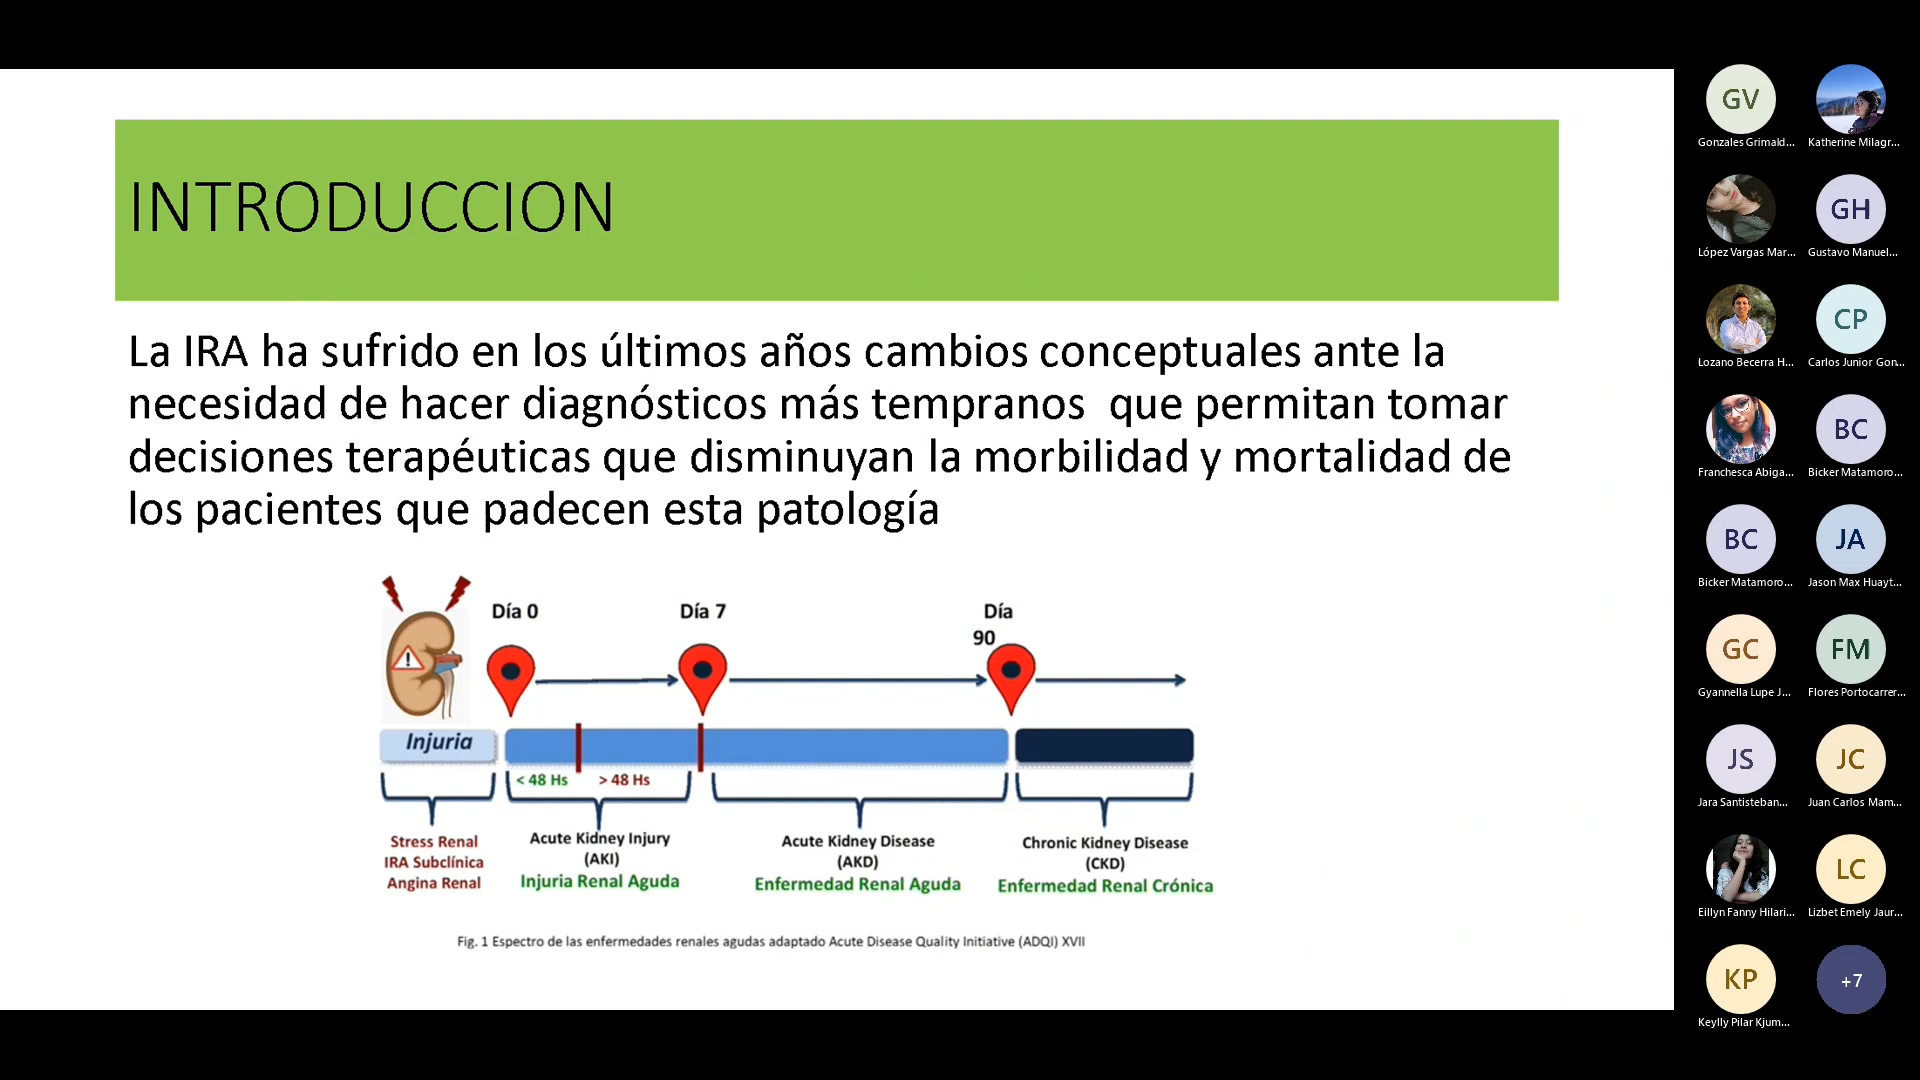 INTRODUCCION
La IRA ha sufrido en los últimos años cambios conceptuales ante la
necesidad de hacer diagnósticos más tempranos que permitan tomar
decisiones terapéuticas que disminuyan la morbilidad y mortalidad de
los pacientes que padecen esta patología
Día 0
Día 7
Día
90
Injuria
< 48 Hs
> 48 Hs
Stress Renal
IRA Subclínica
Angina Renal
Acute Kidney Injury
(AKI)
Injuria Renal Aguda
Acute Kidney Disease
(AKD)
Enfermedad Renal Aguda
Chronic Kidney Disease
(CKD)
Enfermedad Renal Crónica
Fig. 1 Espectro de las enfermedades renales agudas adaptado Acute Disease Quality Initiative (ADQI) XVII
GV
Gonzales Grimald...
Katherine Milagr...
López Vargas Mar...
GH
Gustavo Manuel...
Lozano Becerra H...
CP
Carlos Junior Gon...
Franchesca Abiga...
BC
Bicker Matamoro...
BC
Bicker Matamoro...
JA
Jason Max Huayt...
GC
Gyannella Lupe J...
FM
Flores Portocarrer...
JS
Jara Santisteban...
JC
Juan Carlos Mam...
Eillyn Fanny Hilari...
LC
Lizbet Emely Jaur...
KP
Keylly Pilar Kjum...
+7